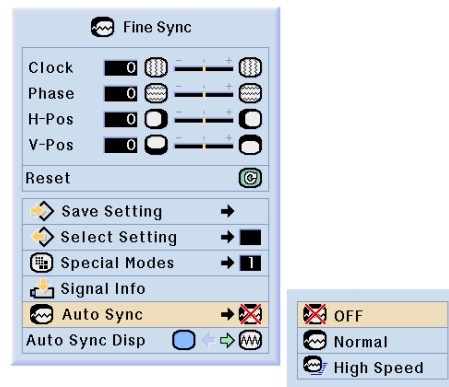 Fine Sync
Clock 0 - +
Phase 0 - +
H-Pos 0 - +
V-Pos 0 - +
Reset
Save Setting
Select Setting
Special Modes 1
Signal Info
Auto Sync
Auto Sync Disp
OFF
Normal
High Speed